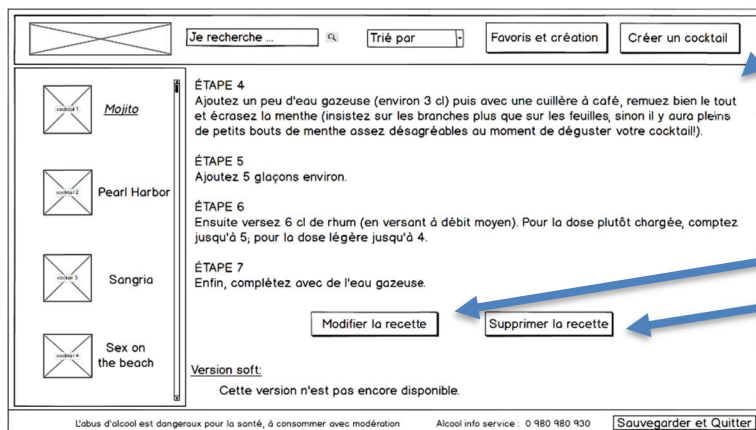 Je recherche ...
Trié par
Favoris et création
Créer un cocktail
cocktail 1
Mojito
cocktail 2
Pearl Harbor
cocktail 3
Sangria
cocktail 4
Sex on
the beach
ÉTAPE 4
Ajoutez un peu d'eau gazeuse (environ 3 cl) puis avec une cuillère à café, remuez bien le tout
et écrasez la menthe (insistez sur les branches plus que sur les feuilles, sinon il y aura pleins
de petits bouts de menthe assez désagréables au moment de déguster votre cocktail!).
ÉTAPE 5
Ajoutez 5 glaçons environ.
ÉTAPE 6
Ensuite versez 6 cl de rhum (en versant à débit moyen). Pour la dose plutôt chargée, comptez
jusqu'à 5; pour la dose légère jusqu'à 4.
ÉTAPE 7
Enfin, complétez avec de l'eau gazeuse.
Modifier la recette
Supprimer la recette
Version soft:
Cette version n'est pas encore disponible.
L'abus d'alcool est dangeraux pour la santé, à consommer avec modération
Alcool info service : 0 980 980 930
Sauvegarder et Quitter